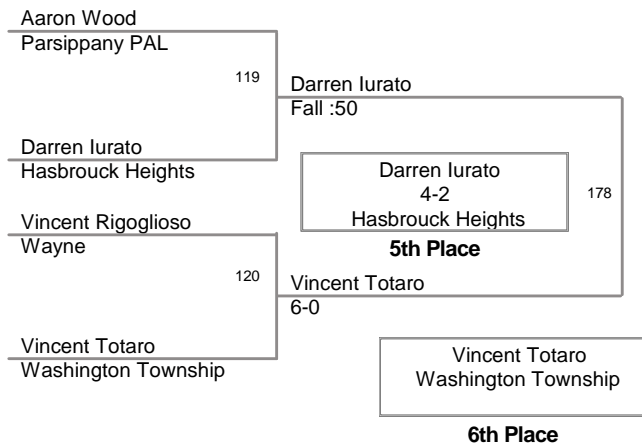 Aaron Wood
Parsippany PAL
119
Darren Iurato
Fall :50
Darren Iurato
Hasbrouck Heights
Darren Iurato
4-2
Hasbrouck Heights
178
5th Place
Vincent Rigoglioso
Wayne
120
Vincent Totaro
6-0
Vincent Totaro
Washington Township
Vincent Totaro
Washington Township
6th Place